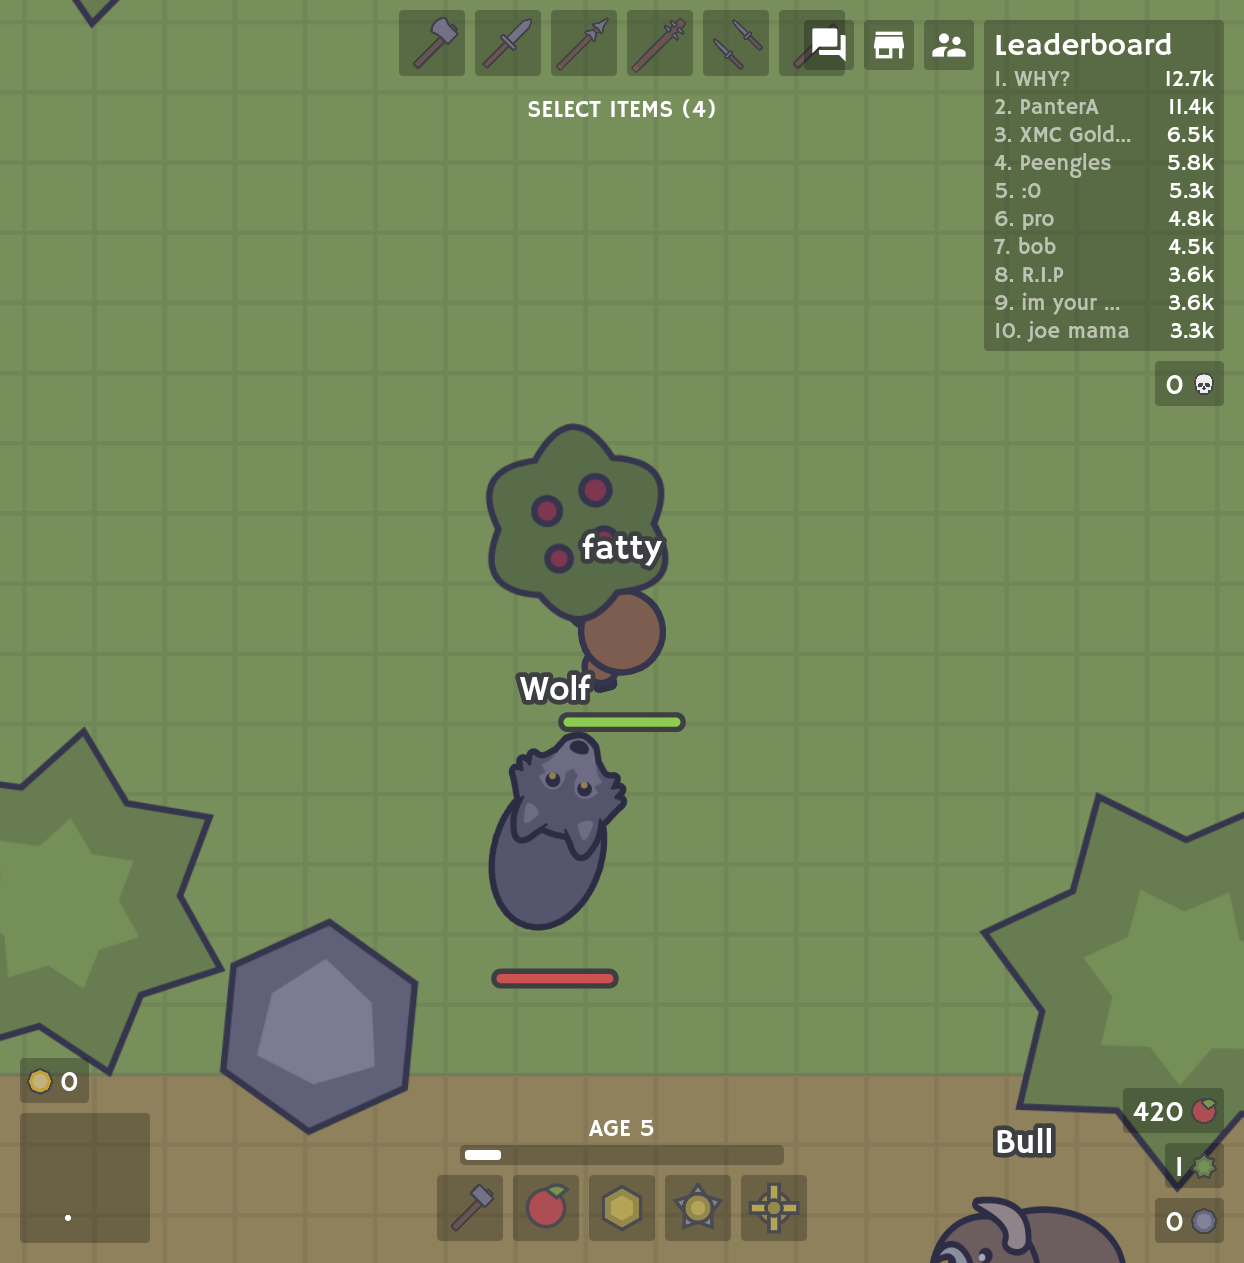 SELECT ITEMS (4)
Leaderboard
1. WHY? 12.7k
2. PanterA 11.4k
3. XMC Gold... 6.5k
4. Peengles 5.8k
5. :0 5.3k
6. pro 4.8k
7. bob 4.5k
8. R.I.P 3.6k
9. im your ... 3.6k
10. joe mama 3.3k
0
fatty
Wolf
0
420
AGE 5
Bull
1
0